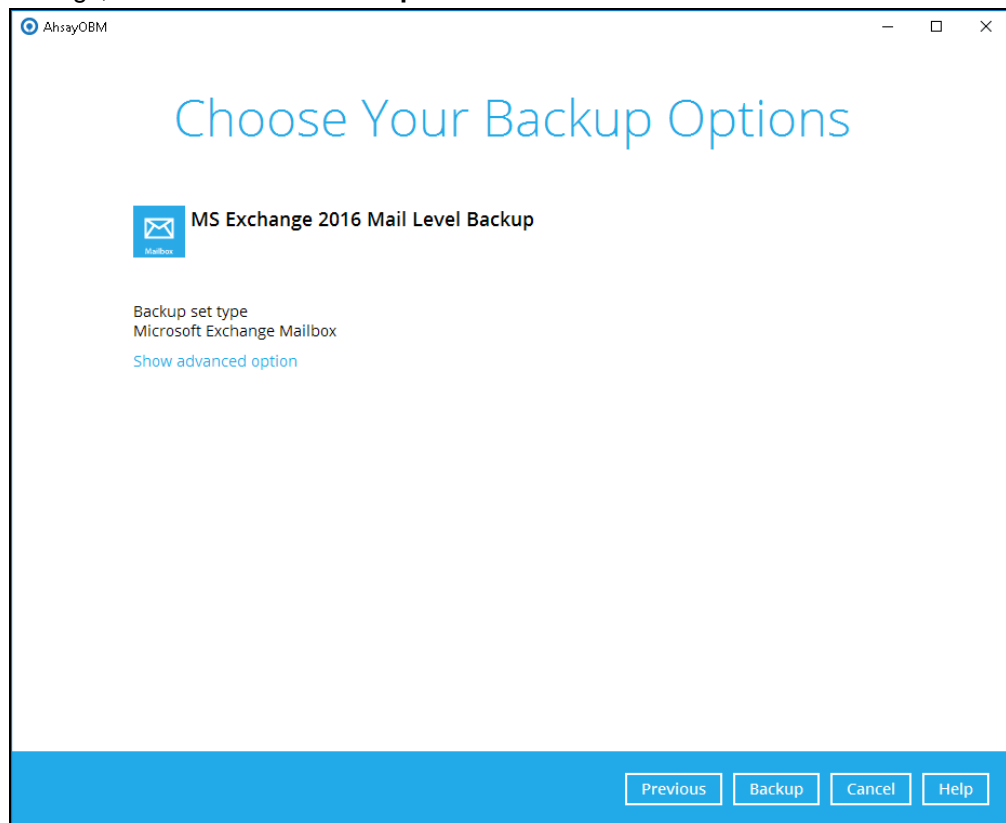 AhsayOBM
Choose Your Backup Options
MS Exchange 2016 Mail Level Backup
Mailbox
Backup set type
Microsoft Exchange Mailbox
Show advanced option
Previous Backup Cancel Help